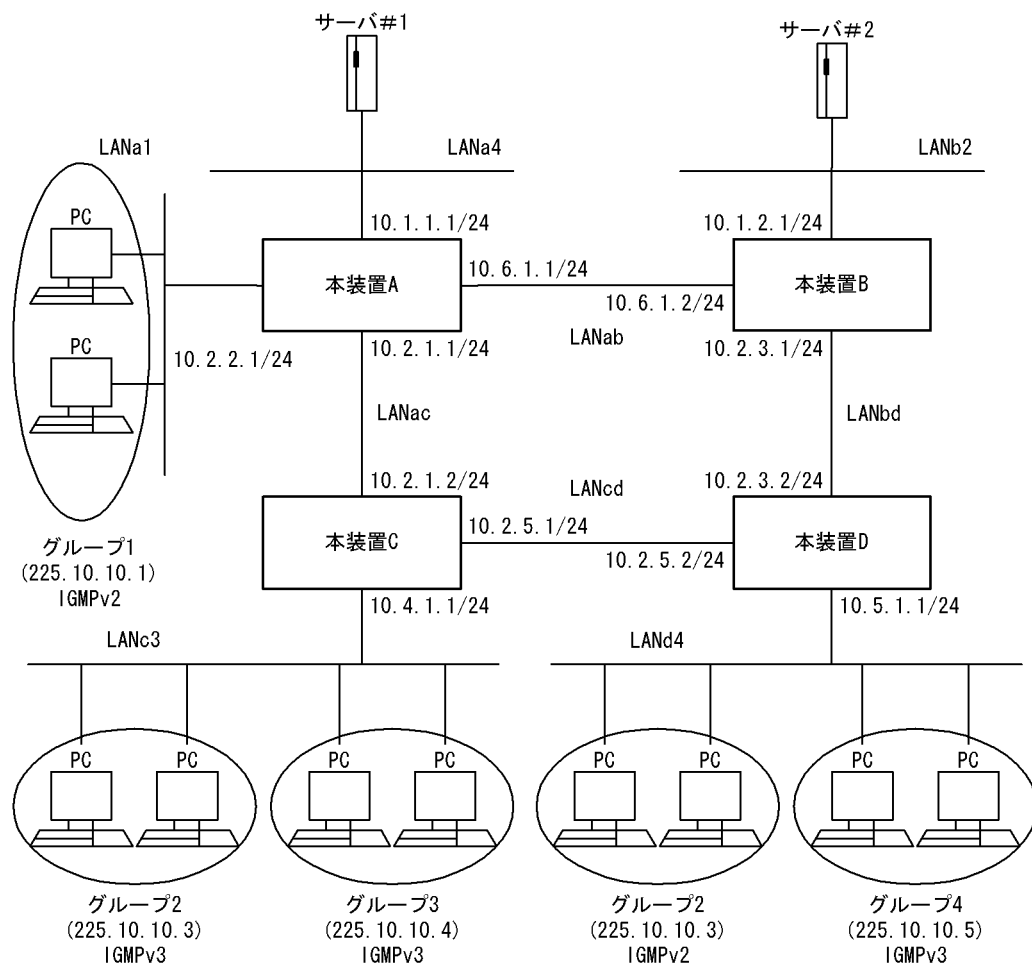 サーバ#1
サーバ#2
LANa1
LANa4
LANb2
PC
10.1.1.1/24
10.1.2.1/24
本装置A
10.6.1.1/24
本装置B
10.6.1.2/24
PC
10.2.2.1/24
10.2.1.1/24
LANab
10.2.3.1/24
LANac
LANbd
10.2.1.2/24
LANcd
10.2.3.2/24
グループ1
(225.10.10.1)
IGMPv2
本装置C
10.2.5.1/24
本装置D
10.2.5.2/24
10.4.1.1/24
10.5.1.1/24
LANc3
LANd4
PC
PC
PC
PC
PC
PC
PC
PC
グループ2
(225.10.10.3)
IGMPv3
グループ3
(225.10.10.4)
IGMPv3
グループ2
(225.10.10.3)
IGMPv2
グループ4
(225.10.10.5)
IGMPv3